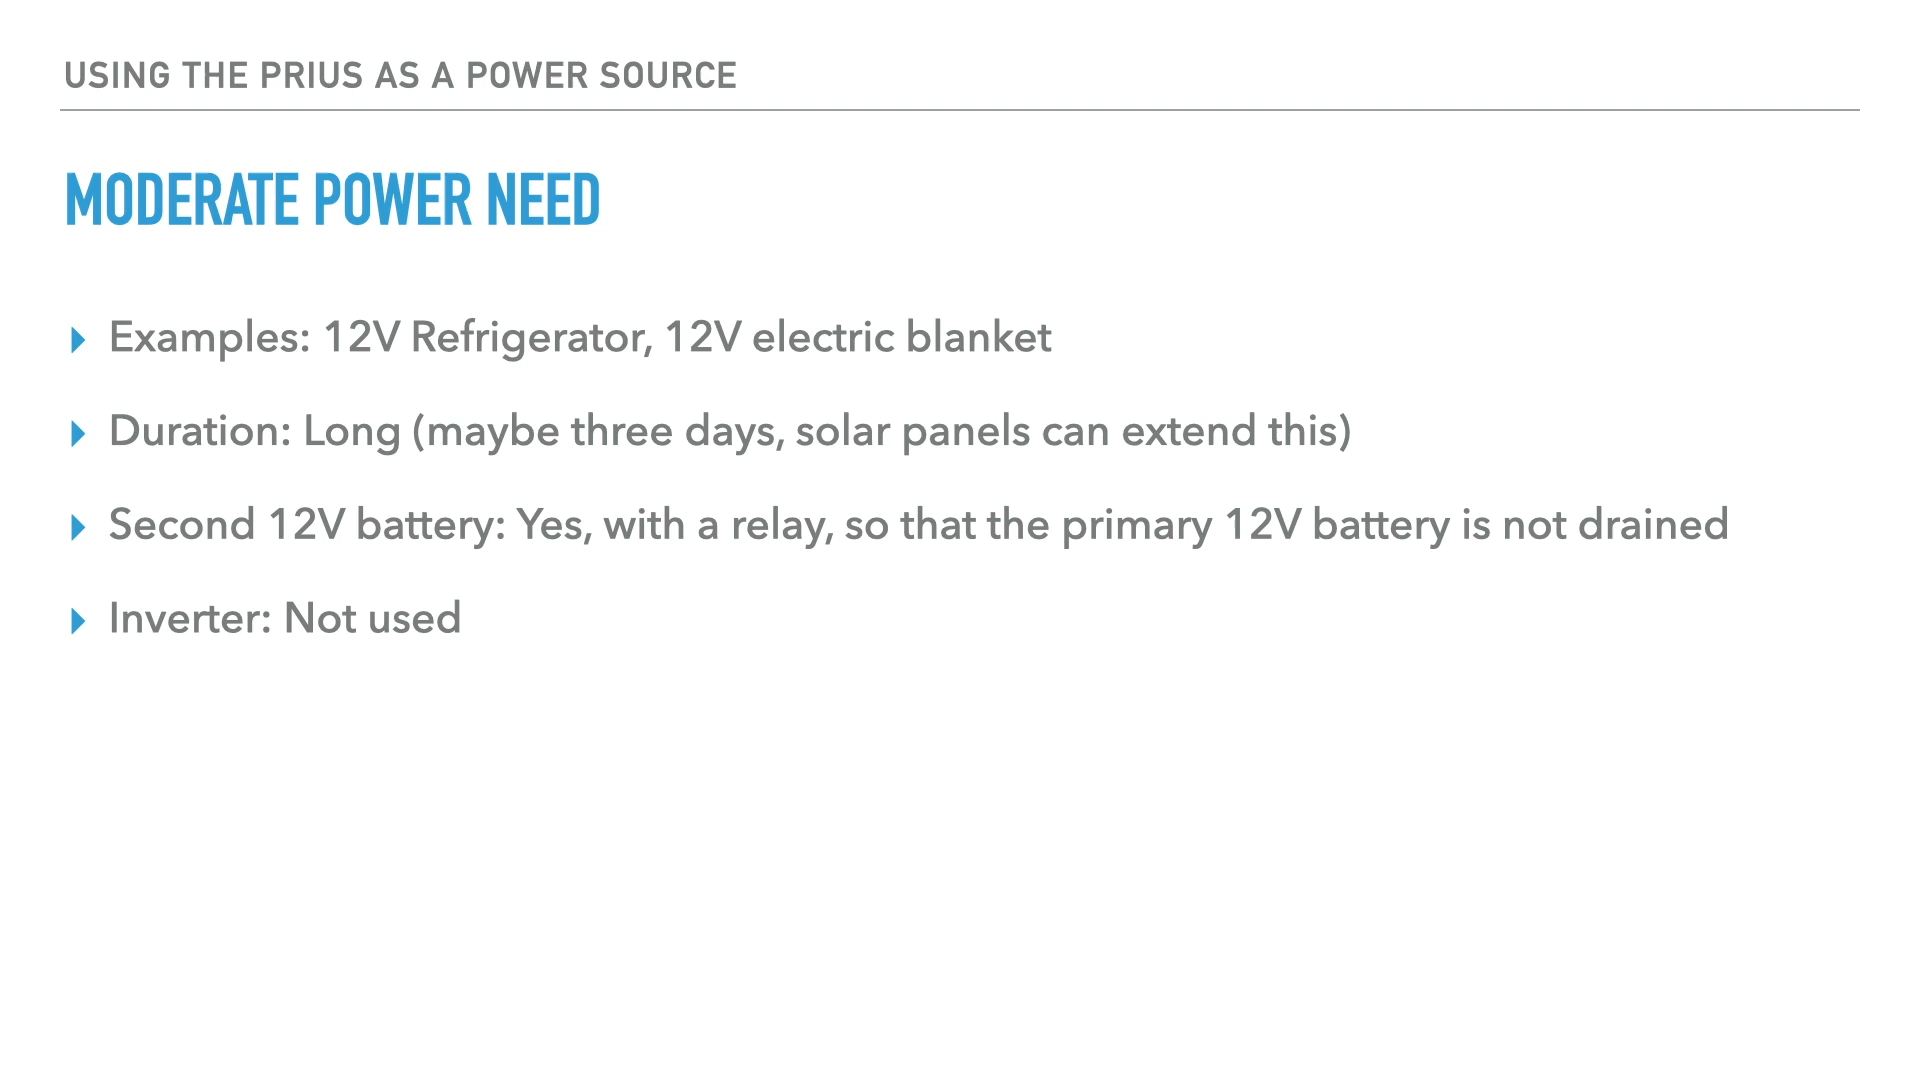 USING THE PRIUS AS A POWER SOURCE
MODERATE POWER NEED
Examples: 12V Refrigerator, 12V electric blanket
Duration: Long (maybe three days, solar panels can extend this)
Second 12V battery: Yes, with a relay, so that the primary 12V battery is not drained
Inverter: Not used